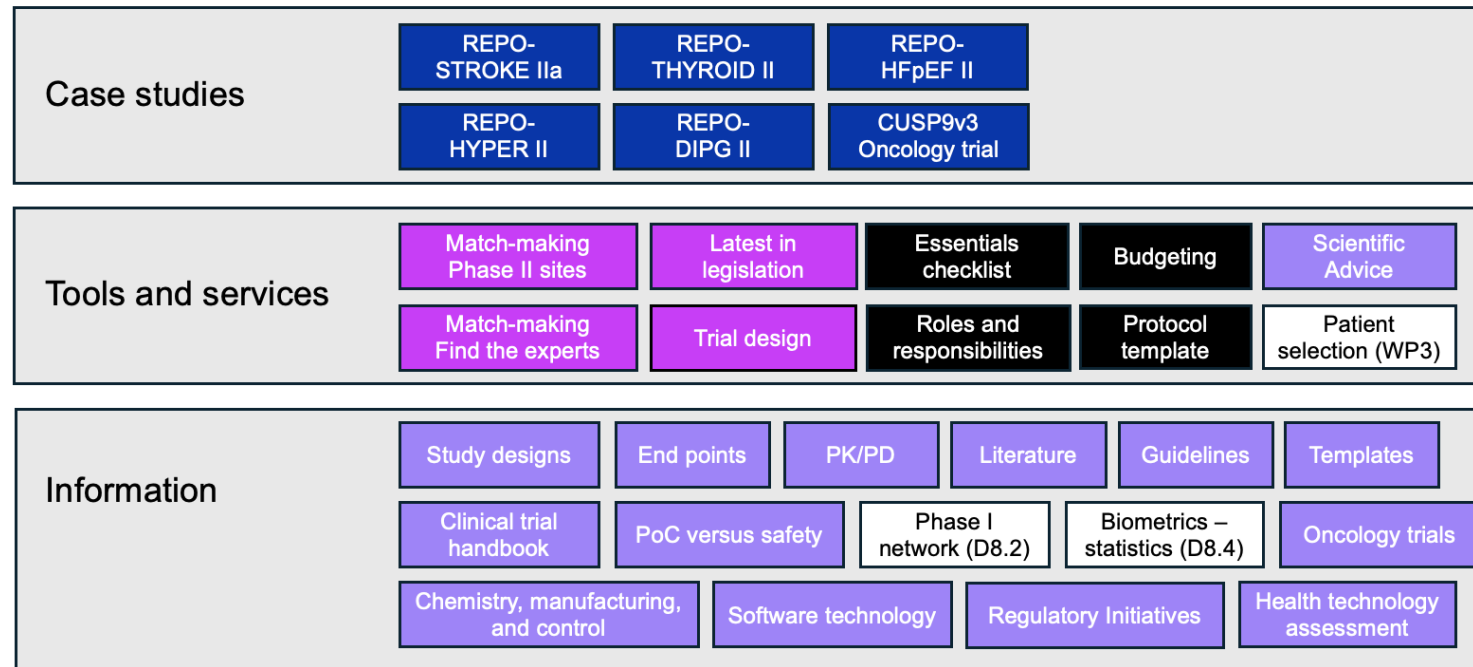 Case studies
REPO-
STROKE IIa
REPO-
THYROID II
REPO-
HFpEF II
REPO-
HYPER II
REPO-
DIPG II
CUSP9v3
Oncology trial
Tools and services
Match-making
Phase II sites
Latest in
legislation
Essentials
checklist
Budgeting
Scientific
Advice
Match-making
Find the experts
Trial design
Roles and
responsibilities
Protocol
template
Patient
selection (WP3)
Information
Study designs
End points
PK/PD
Literature
Guidelines
Templates
Clinical trial
handbook
PoC versus safety
Phase I
network (D8.2)
Biometrics –
statistics (D8.4)
Oncology trials
Chemistry, manufacturing,
and control
Software technology
Regulatory Initiatives
Health technology
assessment